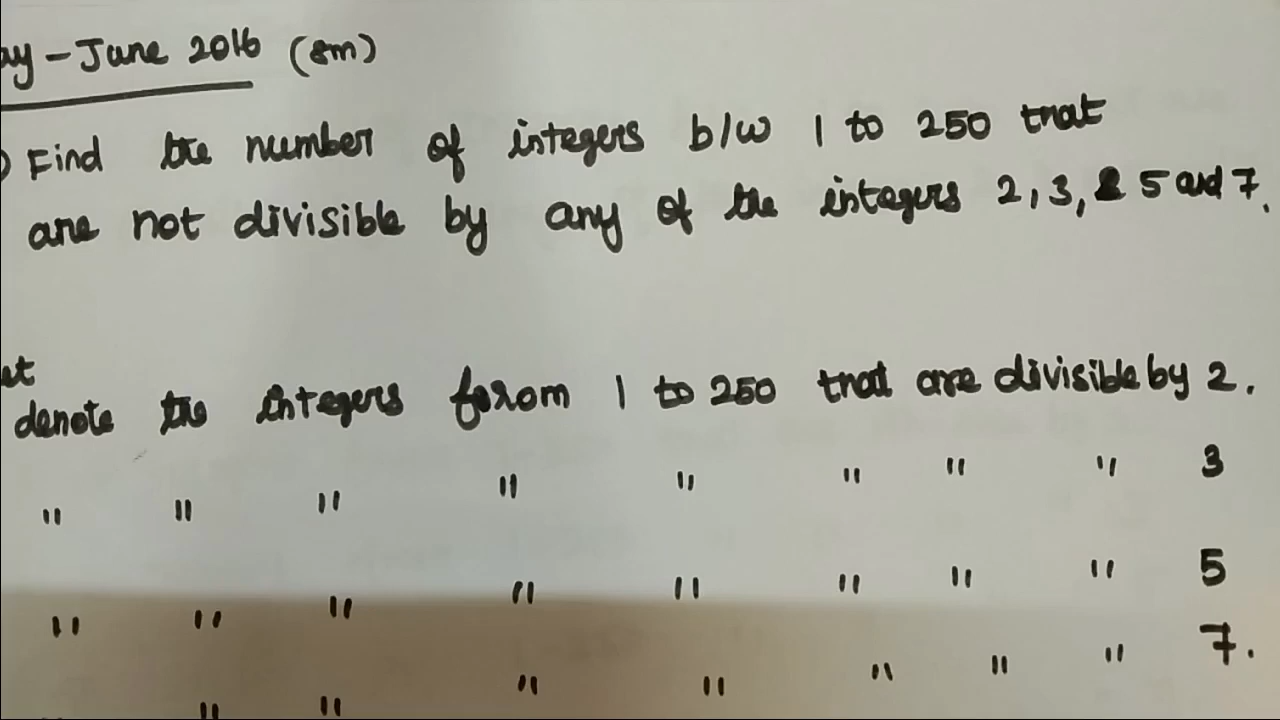 ay - June 2016 (8m)
) Find the number of integers b/w 1 to 250 that
are not divisible by any of the integers 2, 3, 5 and 7.
et
denote the integers from 1 to 250 that are divisible by 2.
" " " " " " " " 3
" " " " " " " " 5
" " " " " " " " 7.